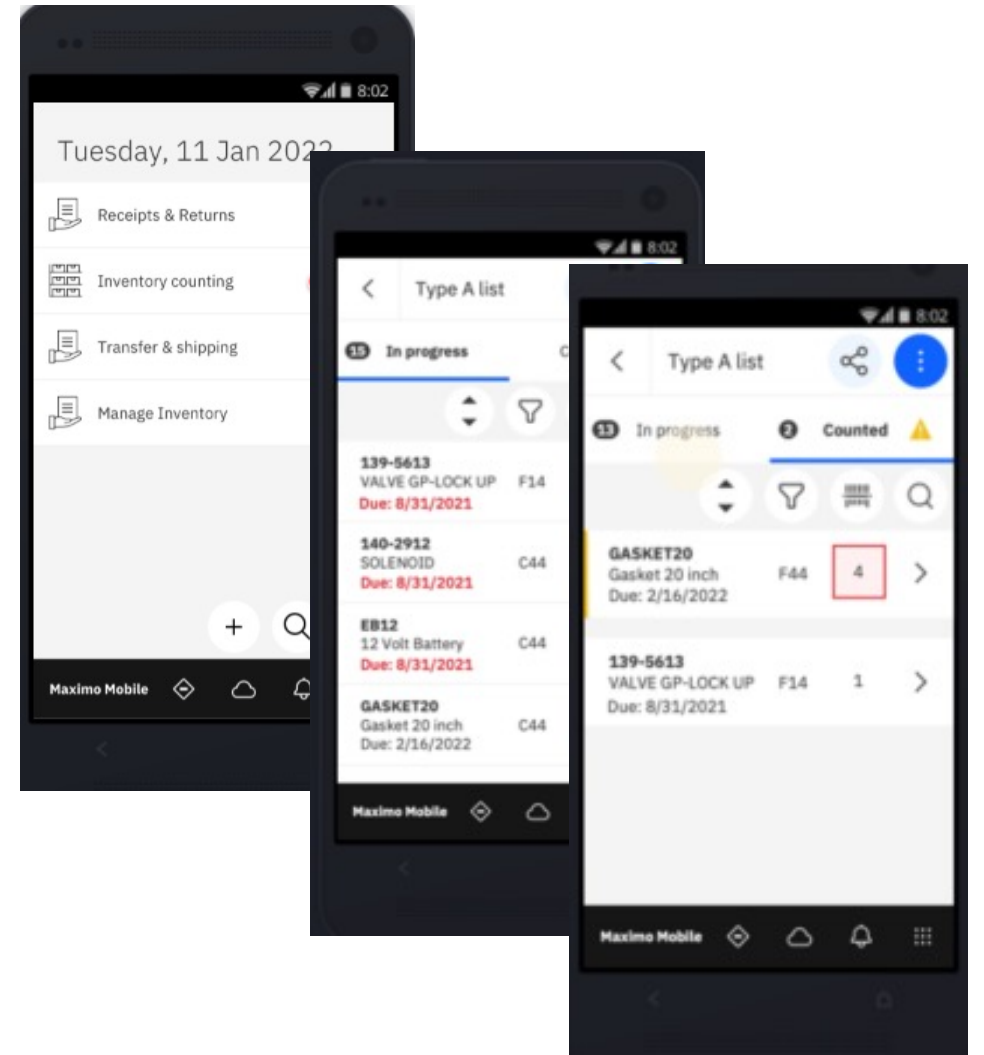 8:02
Tuesday, 11 Jan 2022
Receipts & Returns
Inventory counting
Transfer & shipping
Manage Inventory
Maximo Mobile
8:02
Type A list
15 In progress C
139-5613
VALVE GP-LOCK UP F14
Due: 8/31/2021
140-2912
SOLENOID C44
Due: 8/31/2021
EB12
12 Volt Battery C44
Due: 8/31/2021
GASKET20
Gasket 20 inch C44
Due: 2/16/2022
Maximo Mobile
8:02
Type A list
13 In progress 2 Counted
GASKET20
Gasket 20 inch F44 4
Due: 2/16/2022
139-5613
VALVE GP-LOCK UP F14 1
Due: 8/31/2021
Maximo Mobile